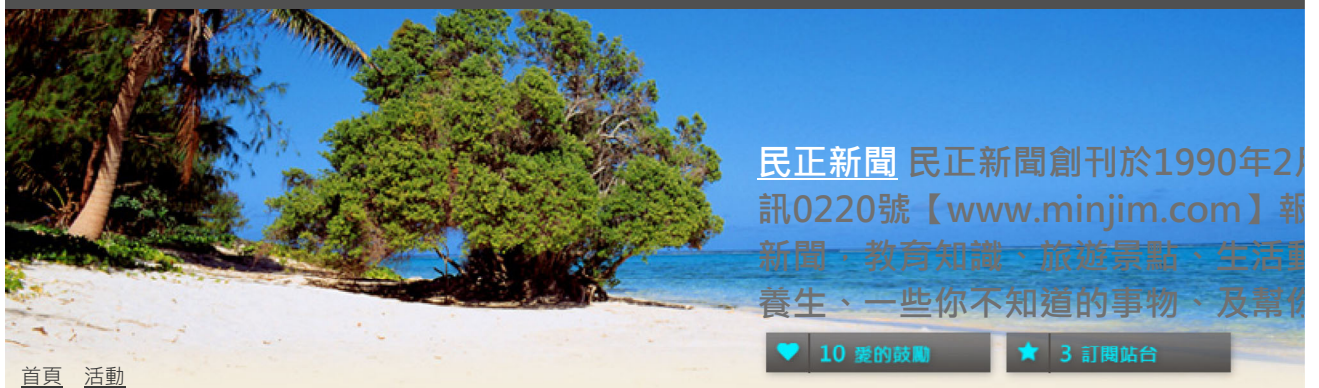 民正新聞 民正新聞創刊於1990年2月
訊0220號【www.minjim.com】報
新聞、教育知識、旅遊景點、生活動
養生、一些你不知道的事物、及幫你
10 愛的鼓勵
3 訂閱站台
首頁 活動